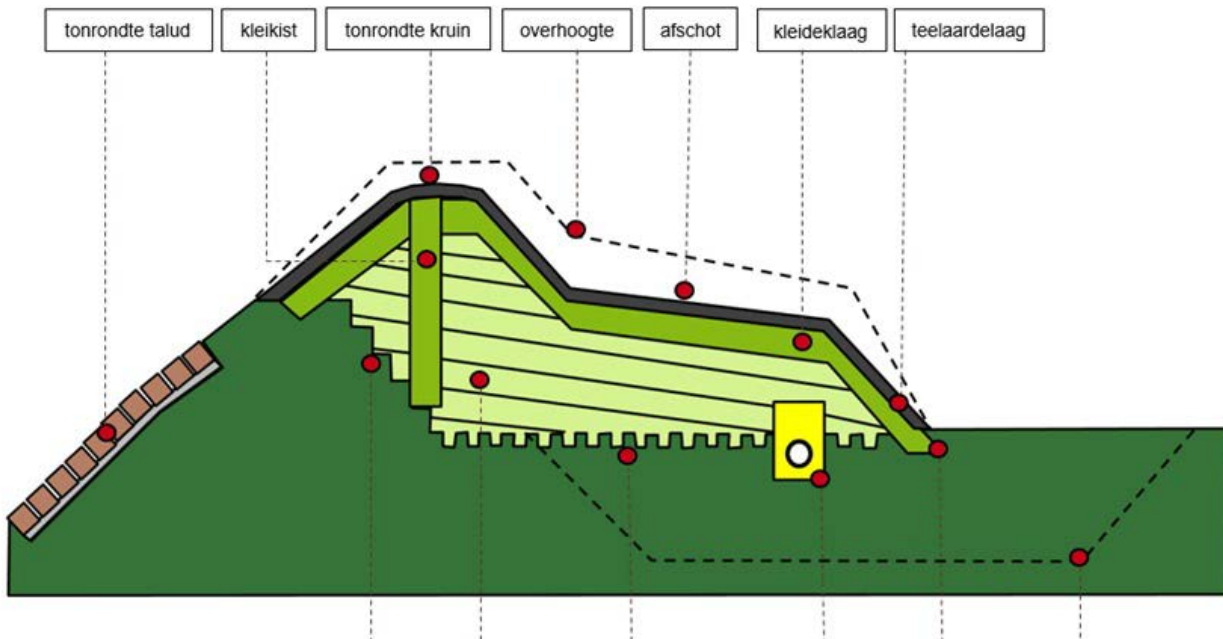 tonrondte talud
kleikist
tonrondte kruin
overhoogte
afschot
kleideklaag
teelaardelaag